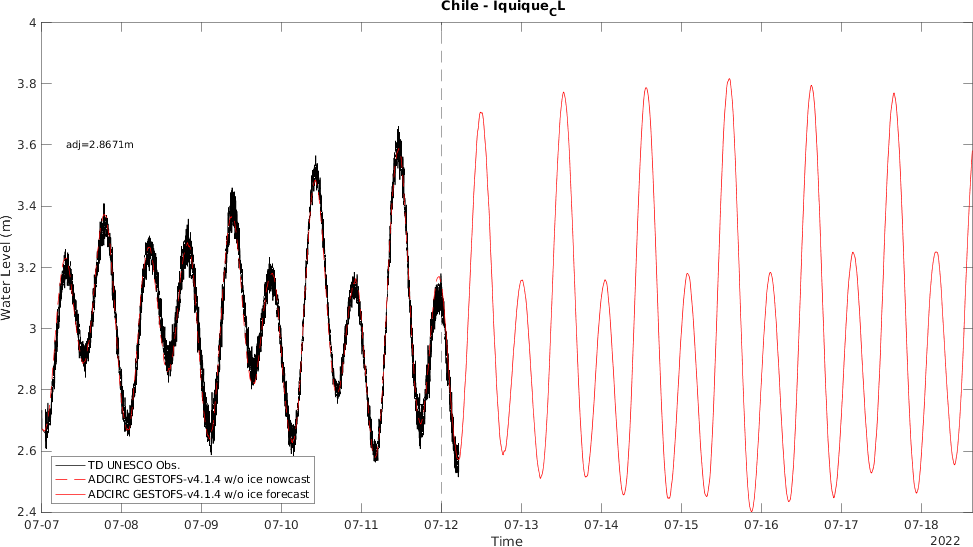 Chile - Iquique_CL
4
3.8
3.6
3.4
3.2
3
2.8
2.6
2.4
Water Level (m)
adj=2.8671m
TD UNESCO Obs.
ADCIRC GESTOFS-v4.1.4 w/o ice nowcast
ADCIRC GESTOFS-v4.1.4 w/o ice forecast
07-07 07-08 07-09 07-10 07-11 07-12 07-13 07-14 07-15 07-16 07-17 07-18
Time
2022